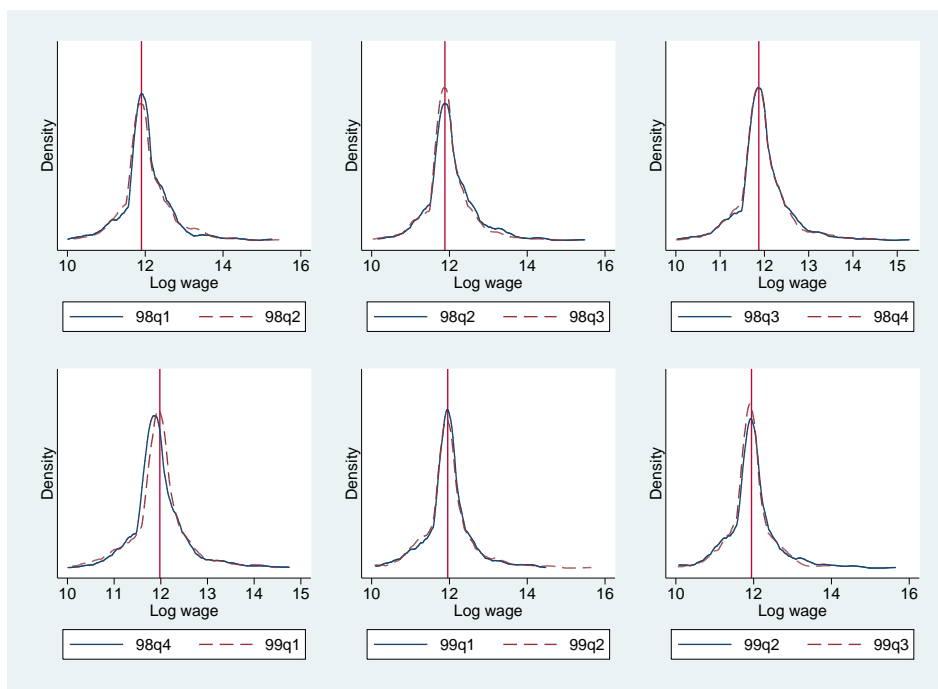 Density
10 12 14 16
Log wage
98q1 98q2
Density
10 12 14 16
Log wage
98q2 98q3
Density
10 11 12 13 14 15
Log wage
98q3 98q4
Density
10 11 12 13 14 15
Log wage
98q4 99q1
Density
10 12 14 16
Log wage
99q1 99q2
Density
10 12 14 16
Log wage
99q2 99q3